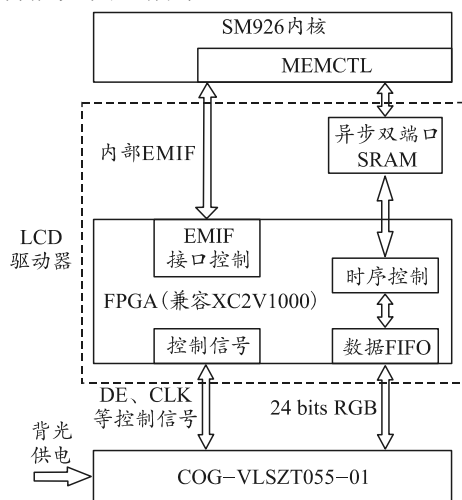 SM926内核
MEMCTL
内部EMIF
异步双端口
SRAM
LCD
驱动器
EMIF
接口控制
时序控制
FPGA(兼容XC2V1000)
控制信号
数据FIFO
DE、CLK
等控制信号
24 bits RGB
背光
供电
COG-VLSZT055-01